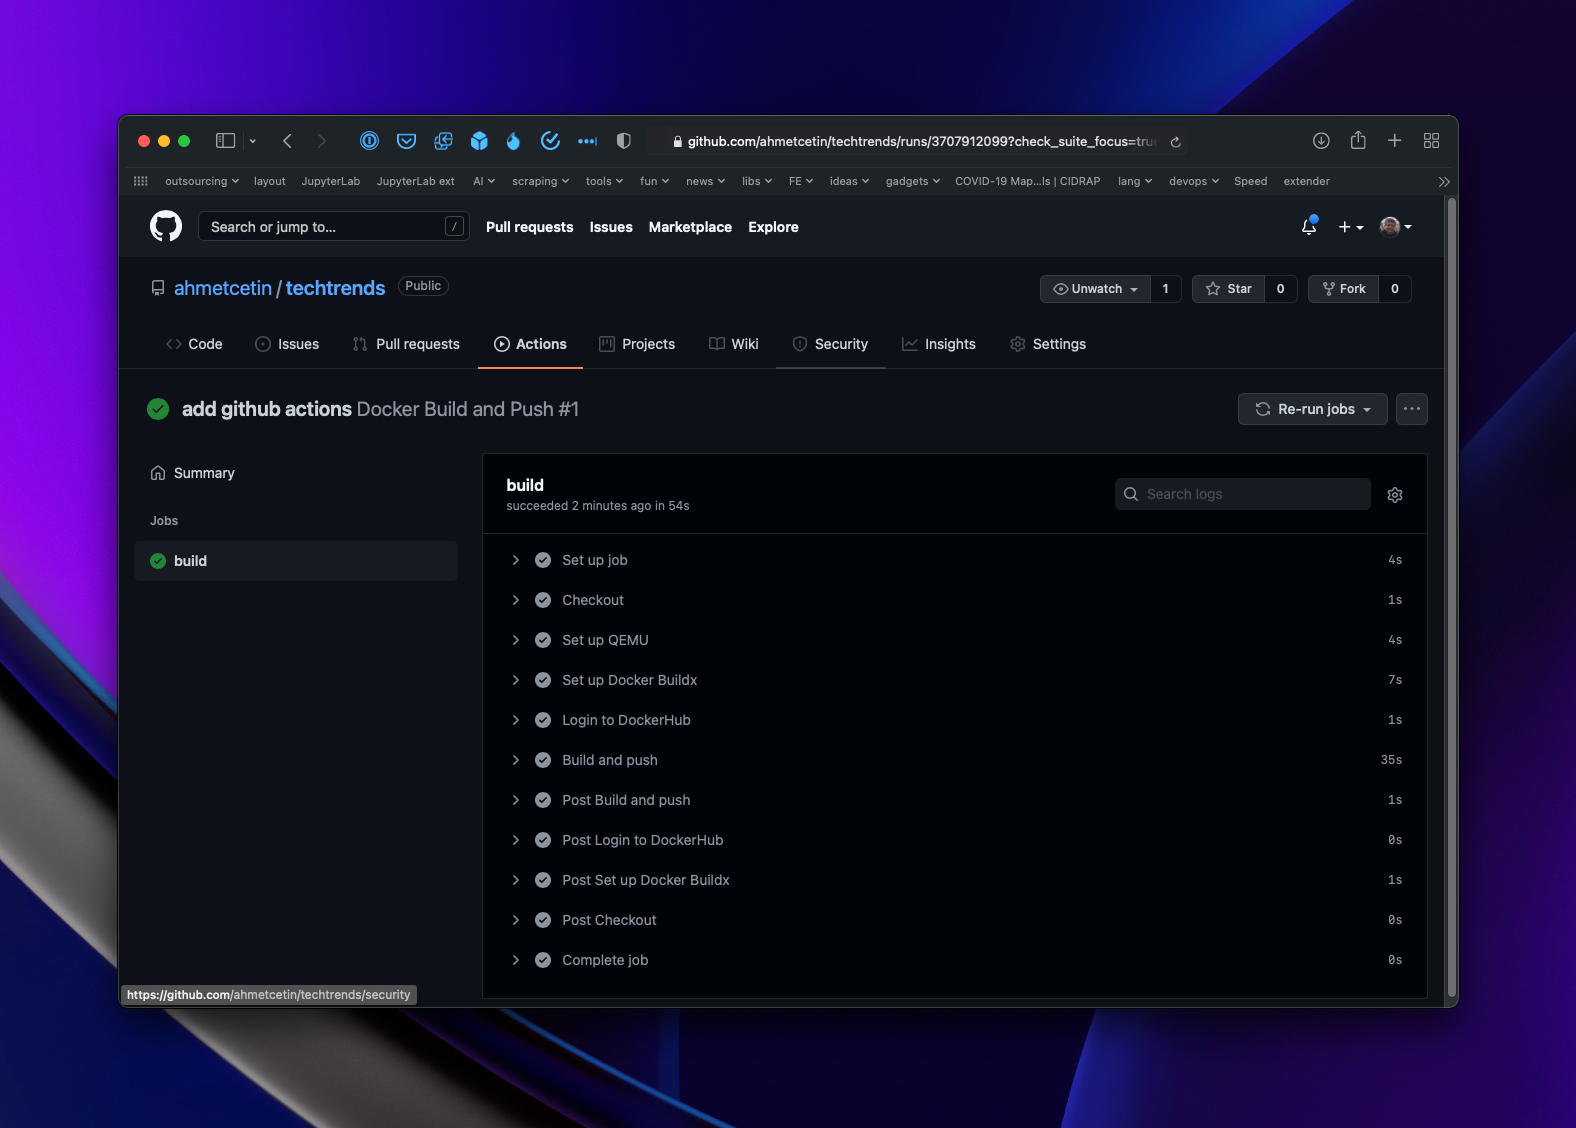 github.com/ahmetcetin/techtrends/runs/3707912099?check_suite_focus=tru
outsourcing layout JupyterLab JupyterLab ext AI scraping tools fun news libs FE ideas gadgets COVID-19 Map...ls | CIDRAP lang devops Speed extender
Search or jump to... / Pull requests Issues Marketplace Explore
ahmetcetin / techtrends Public Unwatch 1 Star 0 Fork 0
Code Issues Pull requests Actions Projects Wiki Security Insights Settings
add github actions Docker Build and Push #1 Re-run jobs
Summary
Jobs
build
build
succeeded 2 minutes ago in 54s
Search logs
Set up job 4s
Checkout 1s
Set up QEMU 4s
Set up Docker Buildx 7s
Login to DockerHub 1s
Build and push 35s
Post Build and push 1s
Post Login to DockerHub 0s
Post Set up Docker Buildx 1s
Post Checkout 0s
Complete job 0s
https://github.com/ahmetcetin/techtrends/security